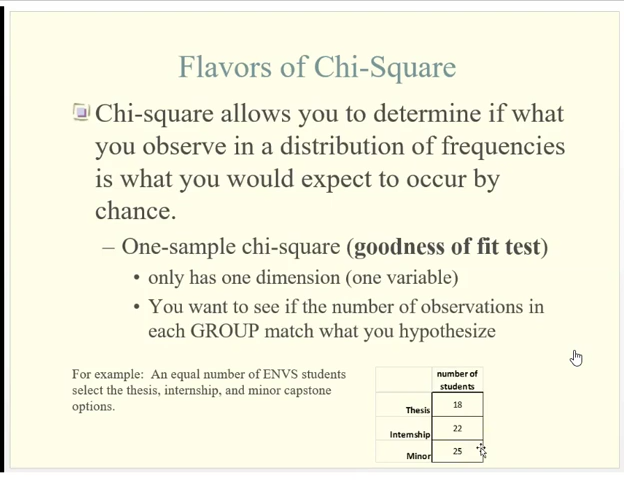 Flavors of Chi-Square
Chi-square allows you to determine if what
you observe in a distribution of frequencies
is what you would expect to occur by
chance.
– One-sample chi-square (goodness of fit test)
• only has one dimension (one variable)
• You want to see if the number of observations in
each GROUP match what you hypothesize
For example: An equal number of ENVS students
select the thesis, internship, and minor capstone
options.
number of
students
Thesis 18
Internship 22
Minor 25